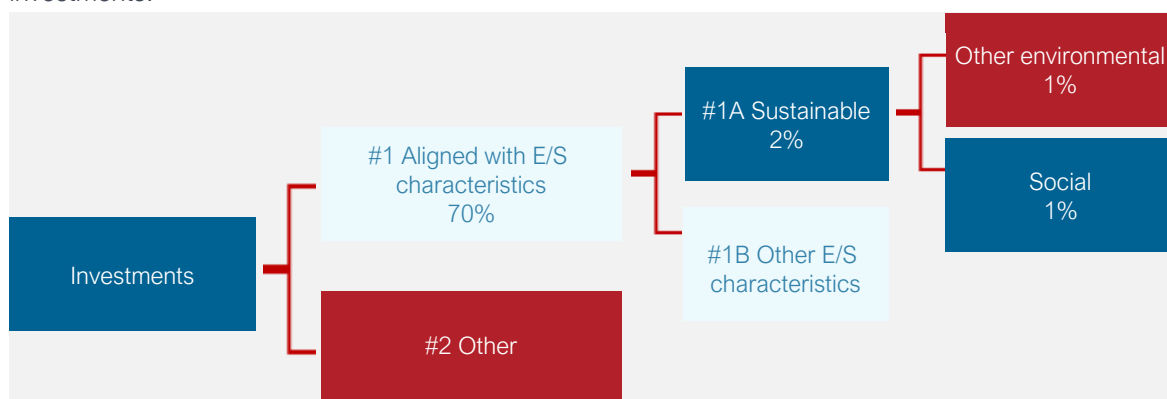 investments.
Investments
#1 Aligned with E/S
characteristics
70%
#2 Other
#1A Sustainable
2%
#1B Other E/S
characteristics
Other environmental
1%
Social
1%